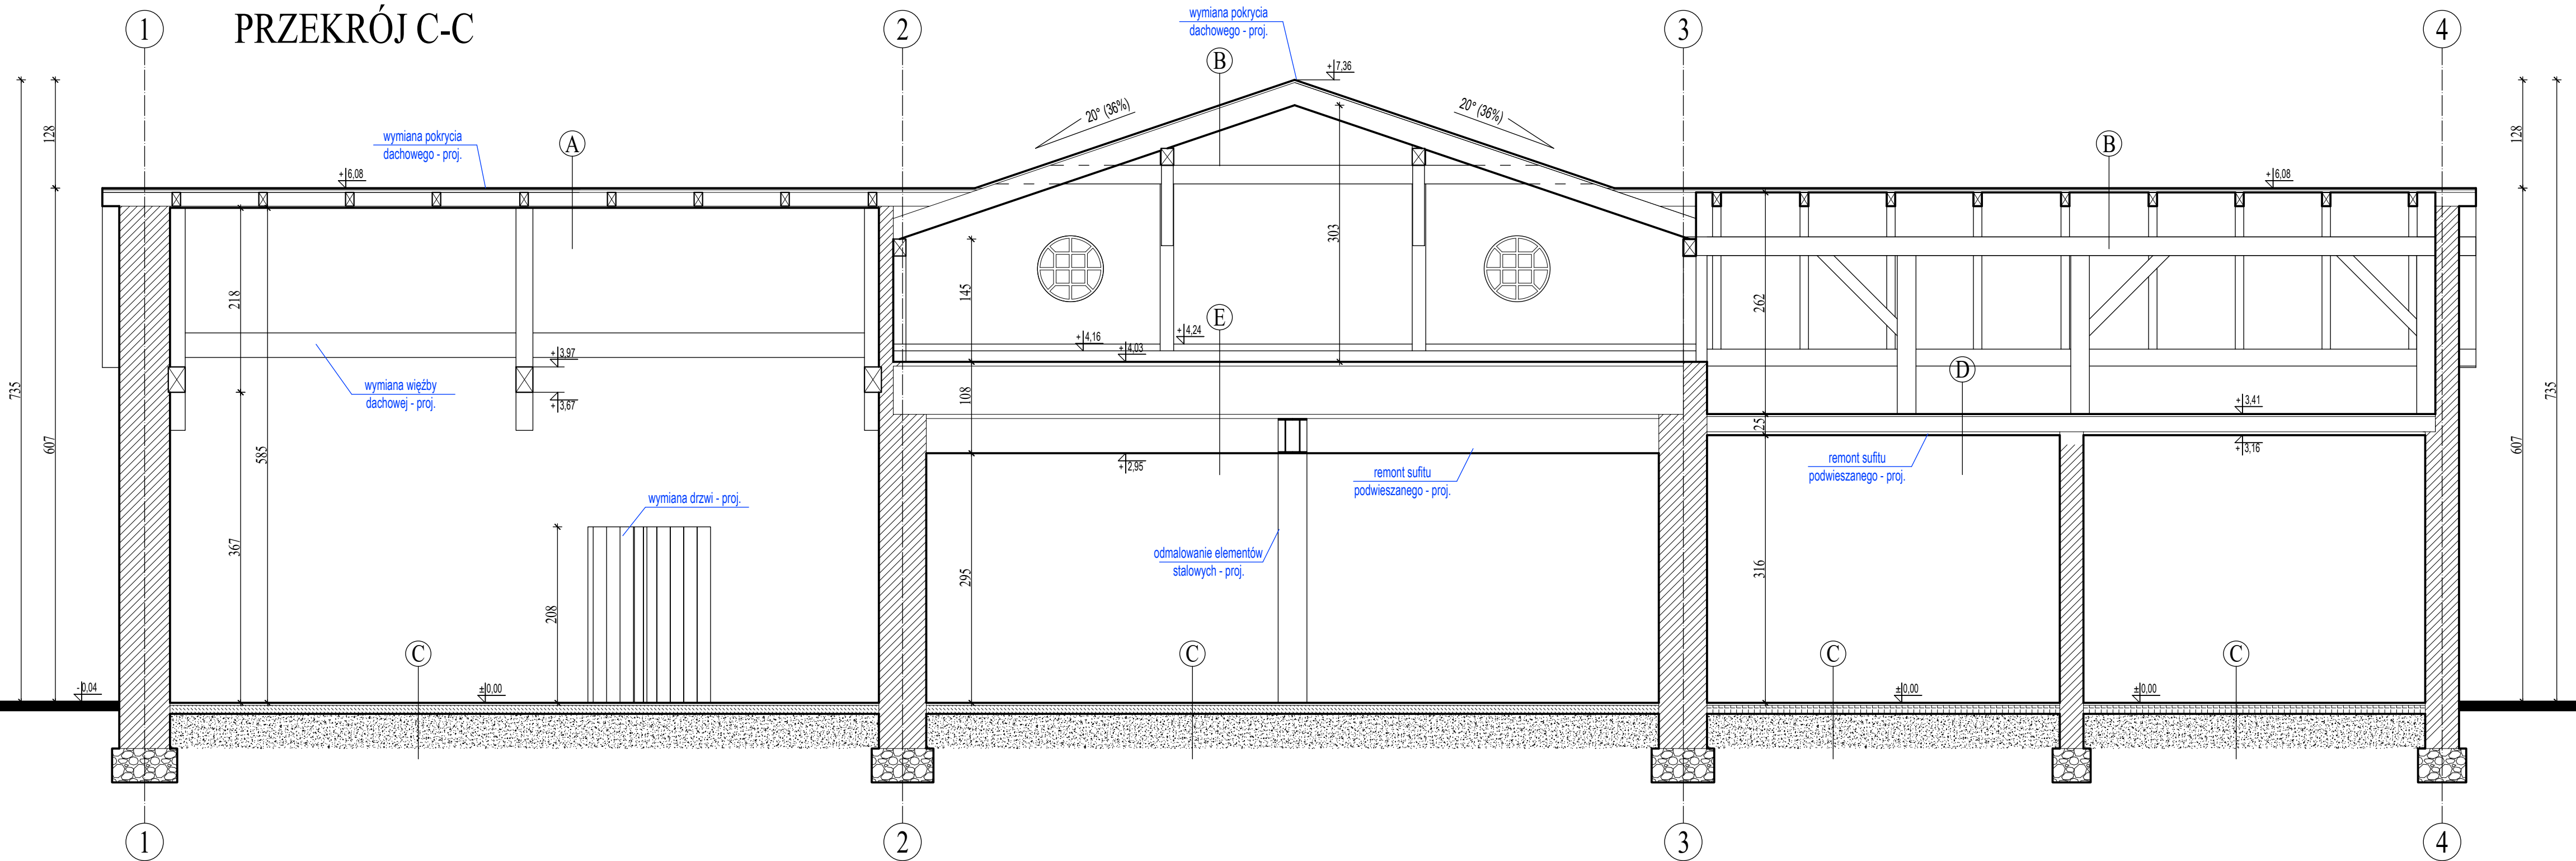 PRZEKRÓJ C-C
1
2
3
4
wymiana pokrycia
dachowego - proj.
B
+7,36
20° (36%)
20° (36%)
wymiana pokrycia
dachowego - proj.
A
B
+6,08
+6,08
128
607
735
128
607
735
218
367
585
wymiana więźby
dachowej - proj.
+3,97
+3,67
145
108
295
303
+4,16
+4,03
+4,24
E
262
25
316
D
+3,41
+3,16
+2,95
remont sufitu
podwieszanego - proj.
remont sufitu
podwieszanego - proj.
wymiana drzwi - proj.
208
odmalowanie elementów
stalowych - proj.
C
C
C
C
-0,04
±0,00
±0,00
±0,00
1
2
3
4